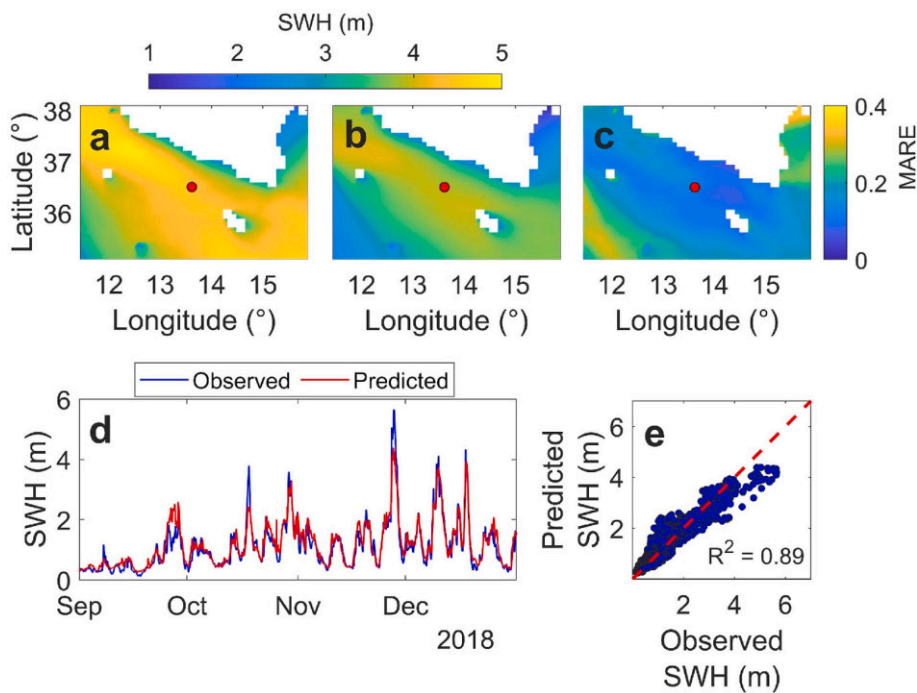 SWH (m)
1 2 3 4 5
a b c
38
37
36
Latitude (°)
12 13 14 15
12 13 14 15
12 13 14 15
Longitude (°) Longitude (°) Longitude (°)
0.4
0.2
0
MARE
Observed Predicted
d
6
4
2
0
SWH (m)
Sep Oct Nov Dec
2018
e
6
4
2
Predicted
SWH (m)
R² = 0.89
2 4 6
Observed
SWH (m)